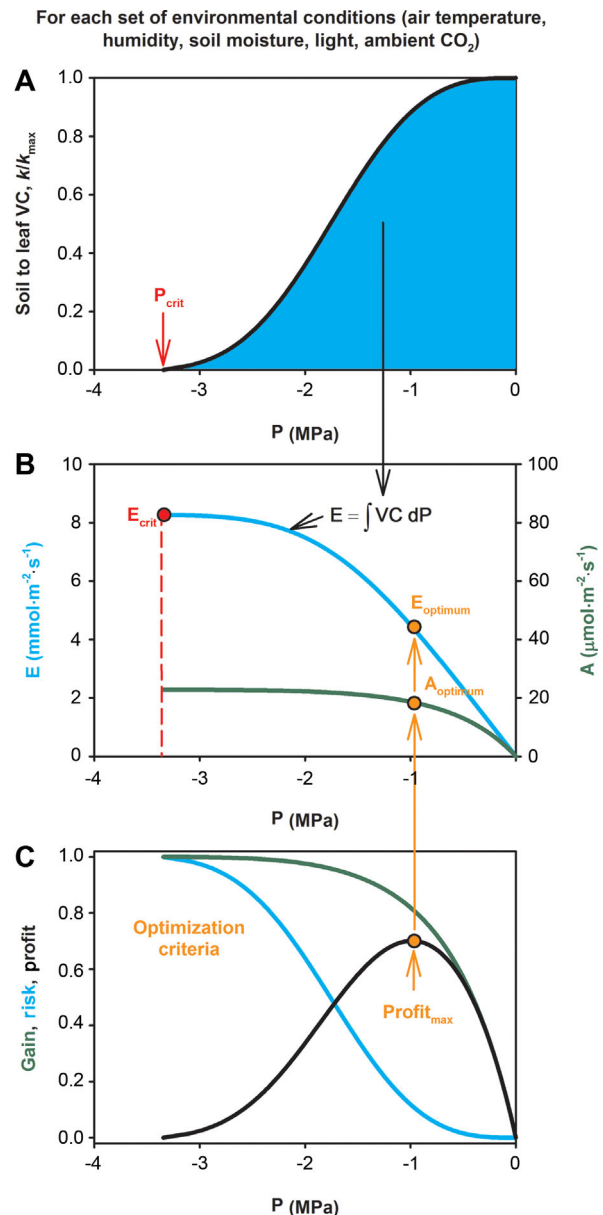 For each set of environmental conditions (air temperature,
humidity, soil moisture, light, ambient CO₂)
A
Soil to leaf VC, k/kmax
1.0
0.8
0.6
0.4
0.2
0.0
Pcrit
-4
-3
-2
-1
0
P (MPa)
B
E (mmol·m⁻²·s⁻¹)
10
8
6
4
2
0
Ecrit
E = ∫ VC dP
Eoptimum
Aoptimum
100
80
60
40
20
0
A (μmol·m⁻²·s⁻¹)
-4
-3
-2
-1
0
P (MPa)
C
Gain, risk, profit
1.0
0.8
0.6
0.4
0.2
0.0
Optimization
criteria
Profitmax
-4
-3
-2
-1
0
P (MPa)